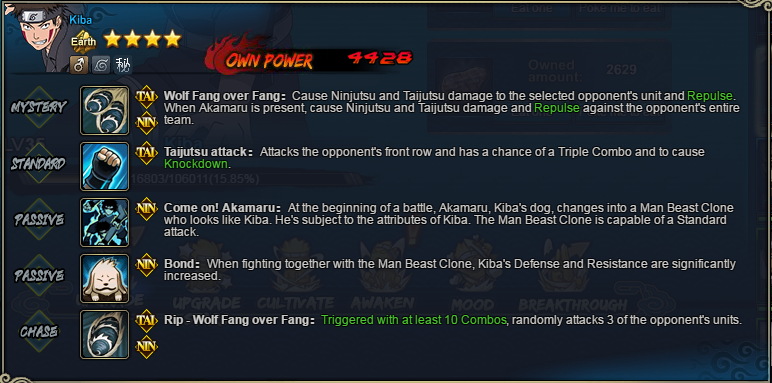 Kiba
Eat one
Poke me to eat
Earth
OWN POWER 4428
Owned
amount: 2629
秘
MYSTERY
TAI
NIN
Wolf Fang over Fang: Cause Ninjutsu and Taijutsu damage to the selected opponent's unit and Repulse.
When Akamaru is present, cause Ninjutsu and Taijutsu damage and Repulse against the opponent's entire
team.
LV35
STANDARD
TAI
Taijutsu attack: Attacks the opponent's front row and has a chance of a Triple Combo and to cause
Knockdown.
16803/106011(15.85%)
PASSIVE
NIN
Come on! Akamaru: At the beginning of a battle, Akamaru, Kiba's dog, changes into a Man Beast Clone
who looks like Kiba. He's subject to the attributes of Kiba. The Man Beast Clone is capable of a Standard
attack.
PASSIVE
NIN
Bond: When fighting together with the Man Beast Clone, Kiba's Defense and Resistance are significantly
increased.
UPGRADE CULTIVATE AWAKEN MOOD BREAKTHROUGH
CHASE
TAI
NIN
Rip - Wolf Fang over Fang: Triggered with at least 10 Combos, randomly attacks 3 of the opponent's units.